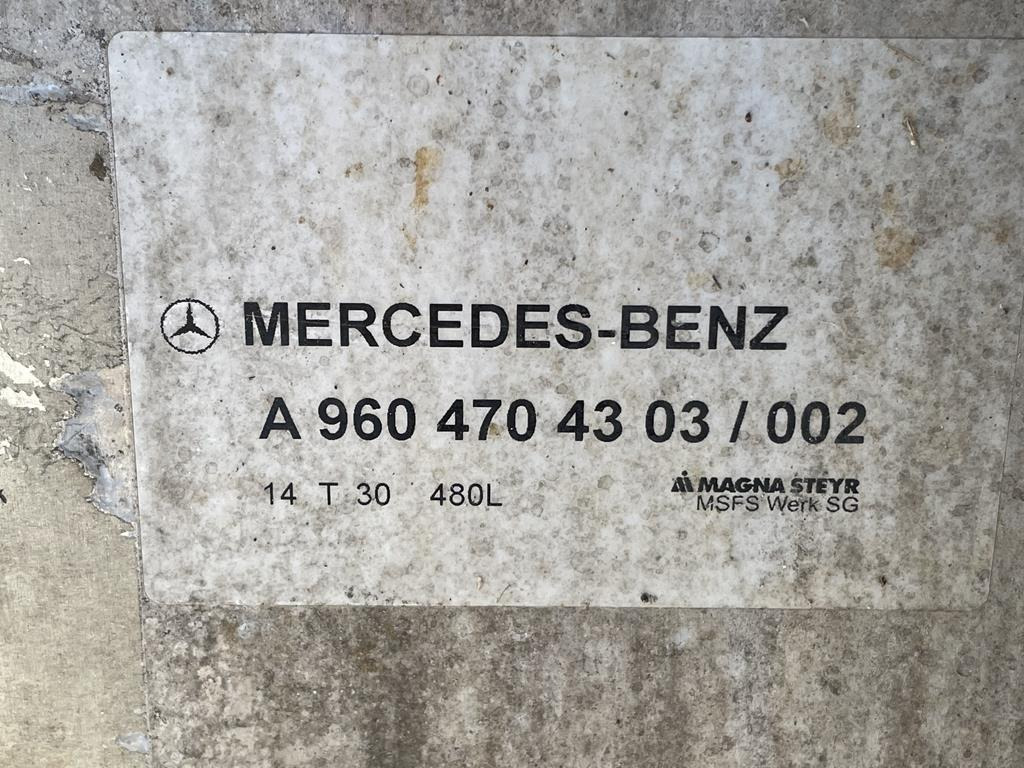 MERCEDES-BENZ
A 960 470 43 03 / 002
14 T 30 480L
MAGNA STEYR
MSFS Werk SG